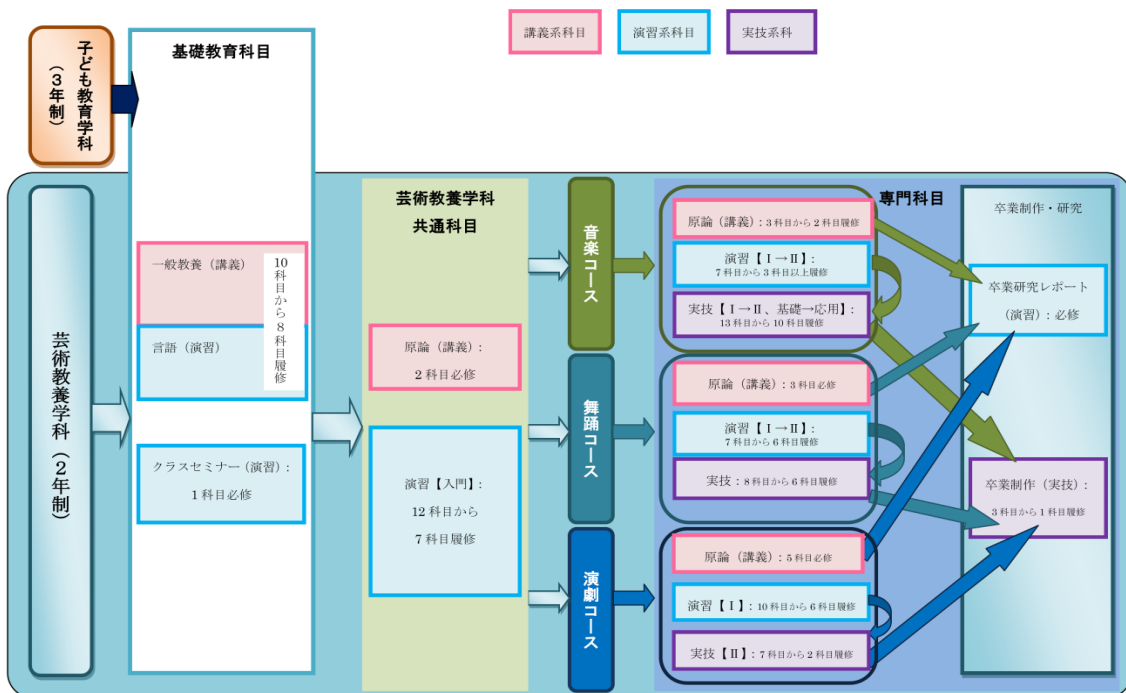 講義系科目
演習系科目
実技系科
子ども教育学科
(3年制)
基礎教育科目
芸術教養学科(2年制)
一般教養(講義)
言語(演習)
10科目から8科目履修
クラスセミナー(演習):
1科目必修
芸術教養学科
共通科目
原論(講義):
2科目必修
演習【入門】:
12科目から
7科目履修
音楽コース
舞踊コース
演劇コース
専門科目
原論(講義):3科目から2科目履修
演習【Ⅰ→Ⅱ】:
7科目から3科目以上履修
実技【Ⅰ→Ⅱ、基礎→応用】:
13科目から10科目履修
原論(講義):3科目必修
演習【Ⅰ→Ⅱ】:
7科目から6科目履修
実技:8科目から6科目履修
原論(講義):5科目必修
演習【Ⅰ】:10科目から6科目履修
実技【Ⅱ】:7科目から2科目履修
卒業制作・研究
卒業研究レポート
(演習):必修
卒業制作(実技):
3科目から1科目履修